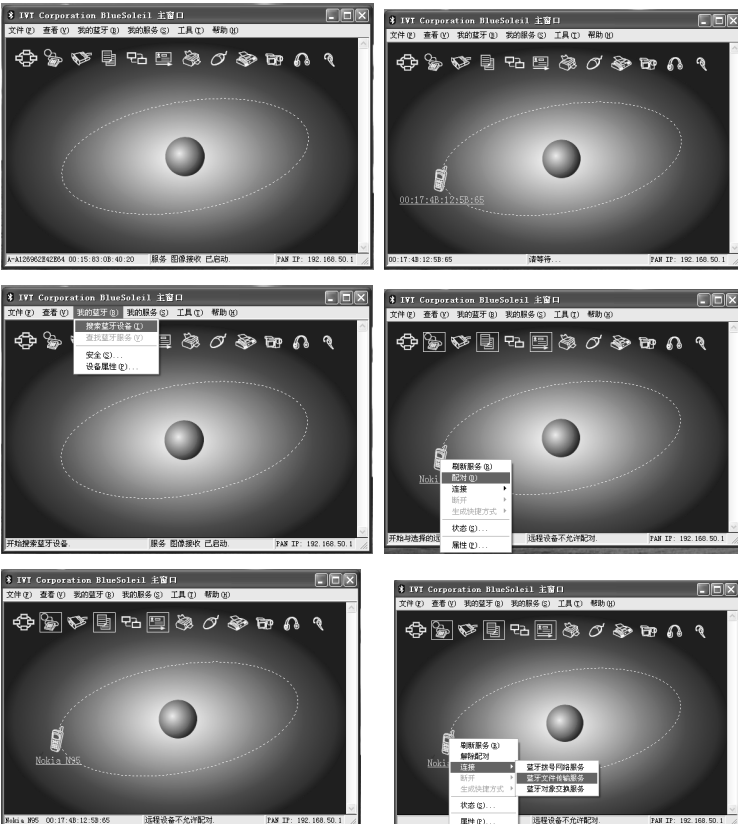 IVT Corporation BlueSoleil 主窗口
文件(F) 查看(V) 我的蓝牙(B) 我的服务(S) 工具(T) 帮助(H)
A-A126962E42E64 00:15:83:0B:40:20 服务 图像接收 已启动. PAN IP: 192.168.50.1
IVT Corporation BlueSoleil 主窗口
文件(F) 查看(V) 我的蓝牙(B) 我的服务(S) 工具(T) 帮助(H)
00:17:4B:12:5B:65
00:17:4B:12:5B:65 请等待... PAN IP: 192.168.50.1
IVT Corporation BlueSoleil 主窗口
文件(F) 查看(V) 我的蓝牙(B) 我的服务(S) 工具(T) 帮助(H)
搜索蓝牙设备(I)
查找蓝牙服务(V)
安全(S)...
设备属性(P)...
开始搜索蓝牙设备. 服务 图像接收 已启动. PAN IP: 192.168.50.1
IVT Corporation BlueSoleil 主窗口
文件(F) 查看(V) 我的蓝牙(B) 我的服务(S) 工具(T) 帮助(H)
Noki
刷新服务(R)
配对(D)
连接
断开
生成快捷方式
状态(S)...
属性(P)...
开始与选择的远 远程设备不允许配对. PAN IP: 192.168.50.1
IVT Corporation BlueSoleil 主窗口
文件(F) 查看(V) 我的蓝牙(B) 我的服务(S) 工具(T) 帮助(H)
Nokia N95
Nokia N95 00:17:4B:12:5B:65 远程设备不允许配对. PAN IP: 192.168.50.1
IVT Corporation BlueSoleil 主窗口
文件(F) 查看(V) 我的蓝牙(B) 我的服务(S) 工具(T) 帮助(H)
Noki
刷新服务(R)
解除配对
连接
断开
生成快捷方式
状态(S)...
属性(P)...
蓝牙拨号网络服务
蓝牙文件传输服务
蓝牙对象交换服务
远程设备不允许配对. PAN IP: 192.168.50.1